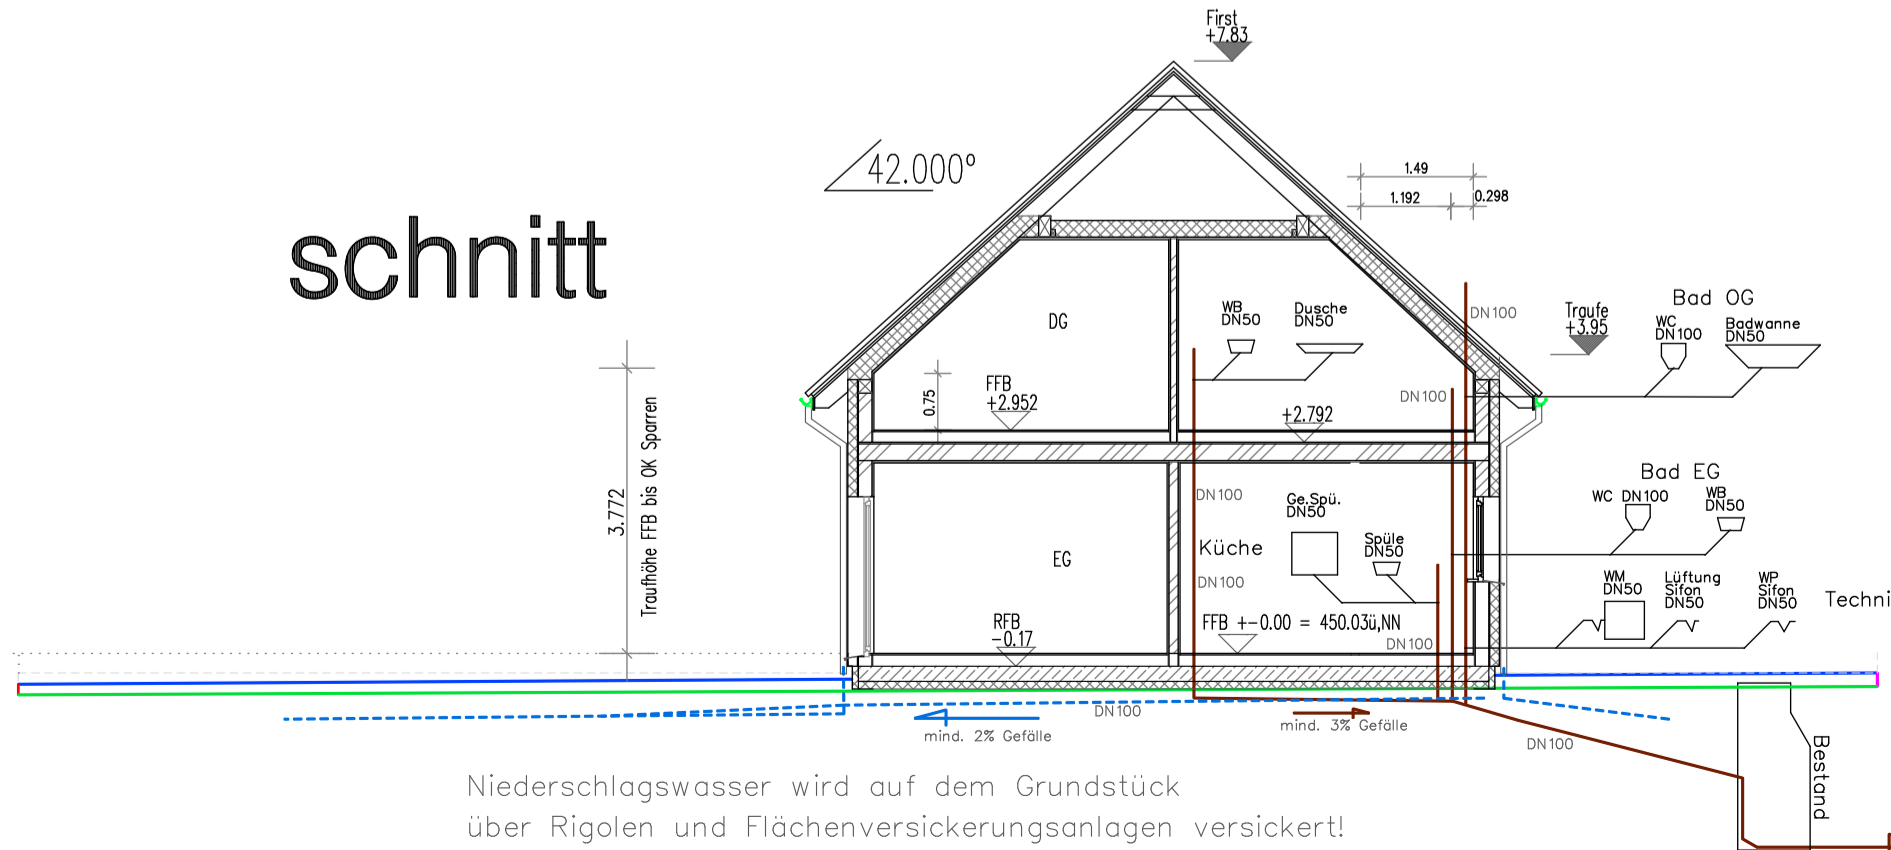 First
+7.83
42.000°
schnitt
1.49
1.192
0.298
DN100
Traufe
+3.95
Bad OG
WC
DN100
Badwanne
DN50
WB
DN50
Dusche
DN50
DG
FFB
+2.952
0.75
+2.792
DN100
3.772
Traufhöhe FFB bis OK Sparren
Bad EG
WC DN100
WB
DN50
DN100
Ge.Spü.
DN50
Küche
Spüle
DN50
EG
DN100
WM
DN50
Lüftung
Sifon
DN50
WP
Sifon
DN50
Techni
RFB
-0.17
FFB +-0.00 = 450.03ü,NN
DN100
DN100
mind. 2% Gefälle
mind. 3% Gefälle
DN100
Bestand
Niederschlagswasser wird auf dem Grundstück
über Rigolen und Flächenversickerungsanlagen versickert!